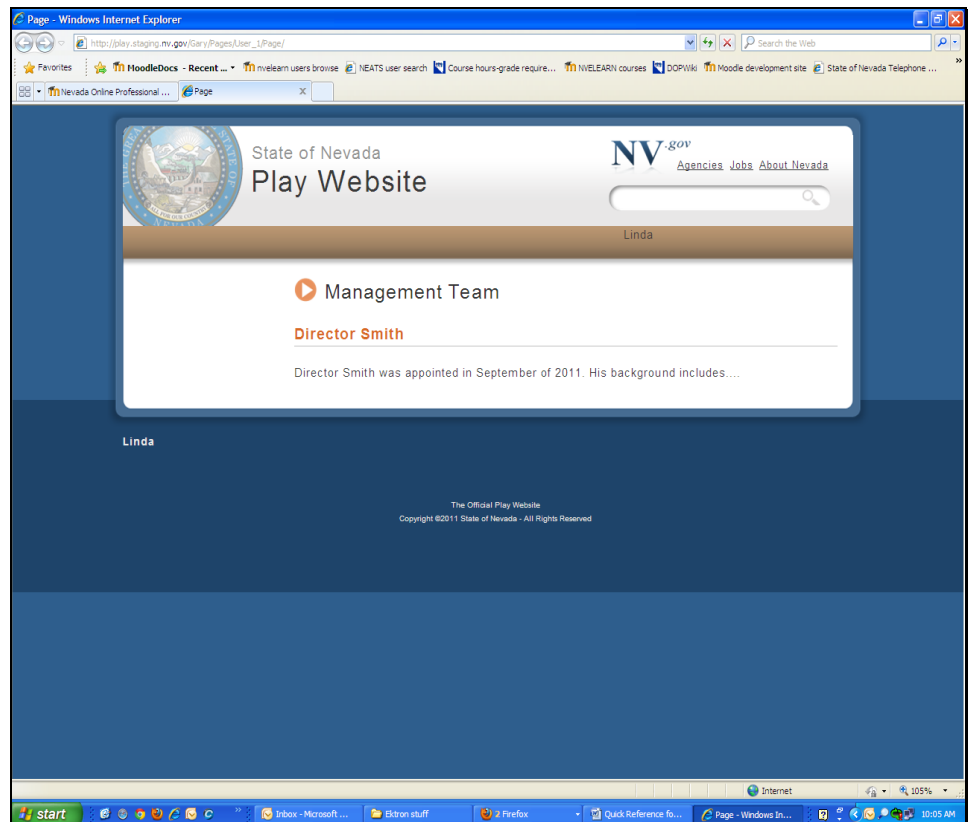 Page - Windows Internet Explorer
http://play.staging.nv.gov/Gary/Pages/User_1/Page/
Search the Web
Favorites
MoodleDocs - Recent ...
nvelearn users browse
NEATS user search
Course hours-grade require...
NVELEARN courses
DOPWiki
Moodle development site
State of Nevada Telephone ...
Nevada Online Professional ...
Page
State of Nevada
Play Website
NV.gov
Agencies Jobs About Nevada
ALL FOR OUR COUNTRY
NEVADA
Linda
Management Team
Director Smith
Director Smith was appointed in September of 2011. His background includes....
Linda
The Official Play Website
Copyright ©2011 State of Nevada - All Rights Reserved
Internet
105%
start
Inbox - Microsoft ...
Ektron stuff
2 Firefox
Quick Reference fo...
Page - Windows In...
10:05 AM